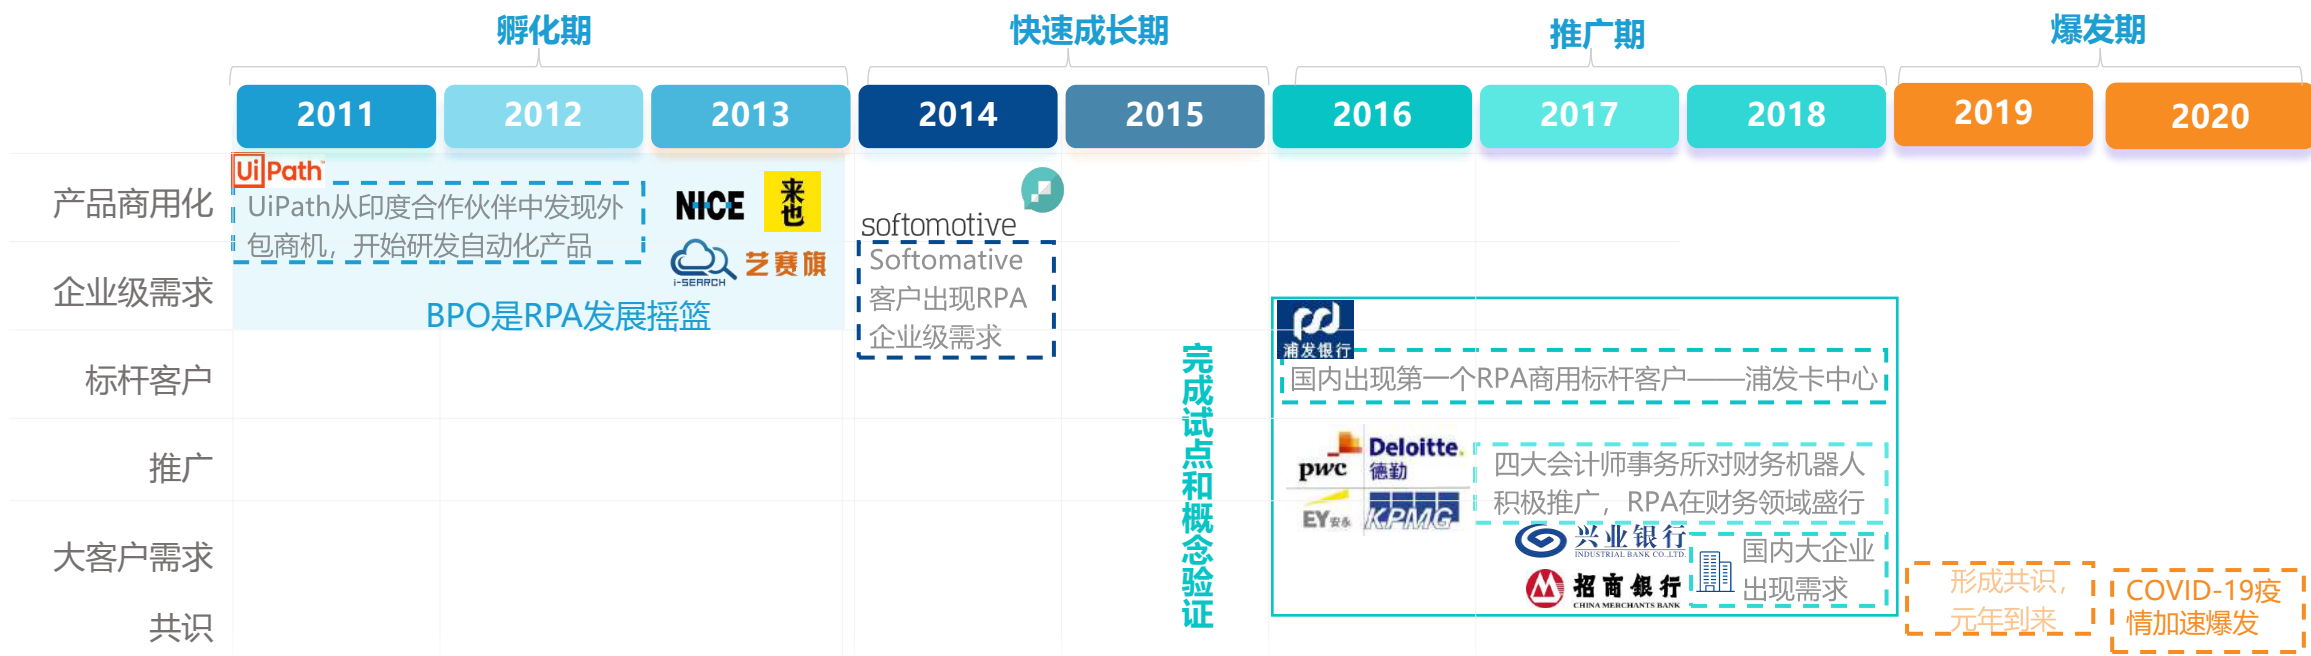 孵化期
快速成长期
推广期
爆发期
2011
2012
2013
2014
2015
2016
2017
2018
2019
2020
产品商用化
UiPath
UiPath从印度合作伙伴中发现外
包商机，开始研发自动化产品
NICE
来也
i-SEARCH 艺赛旗
softomotive
企业级需求
BPO是RPA发展摇篮
Softomative
客户出现RPA
企业级需求
完成试点和概念验证
标杆客户
浦发银行
国内出现第一个RPA商用标杆客户——浦发卡中心
推广
pwc
Deloitte.
德勤
EY安永
KPMG
四大会计师事务所对财务机器人
积极推广，RPA在财务领域盛行
大客户需求
兴业银行
INDUSTRIAL BANK CO.,LTD.
招商银行
CHINA MERCHANTS BANK
国内大企业
出现需求
共识
形成共识，
元年到来
COVID-19疫
情加速爆发